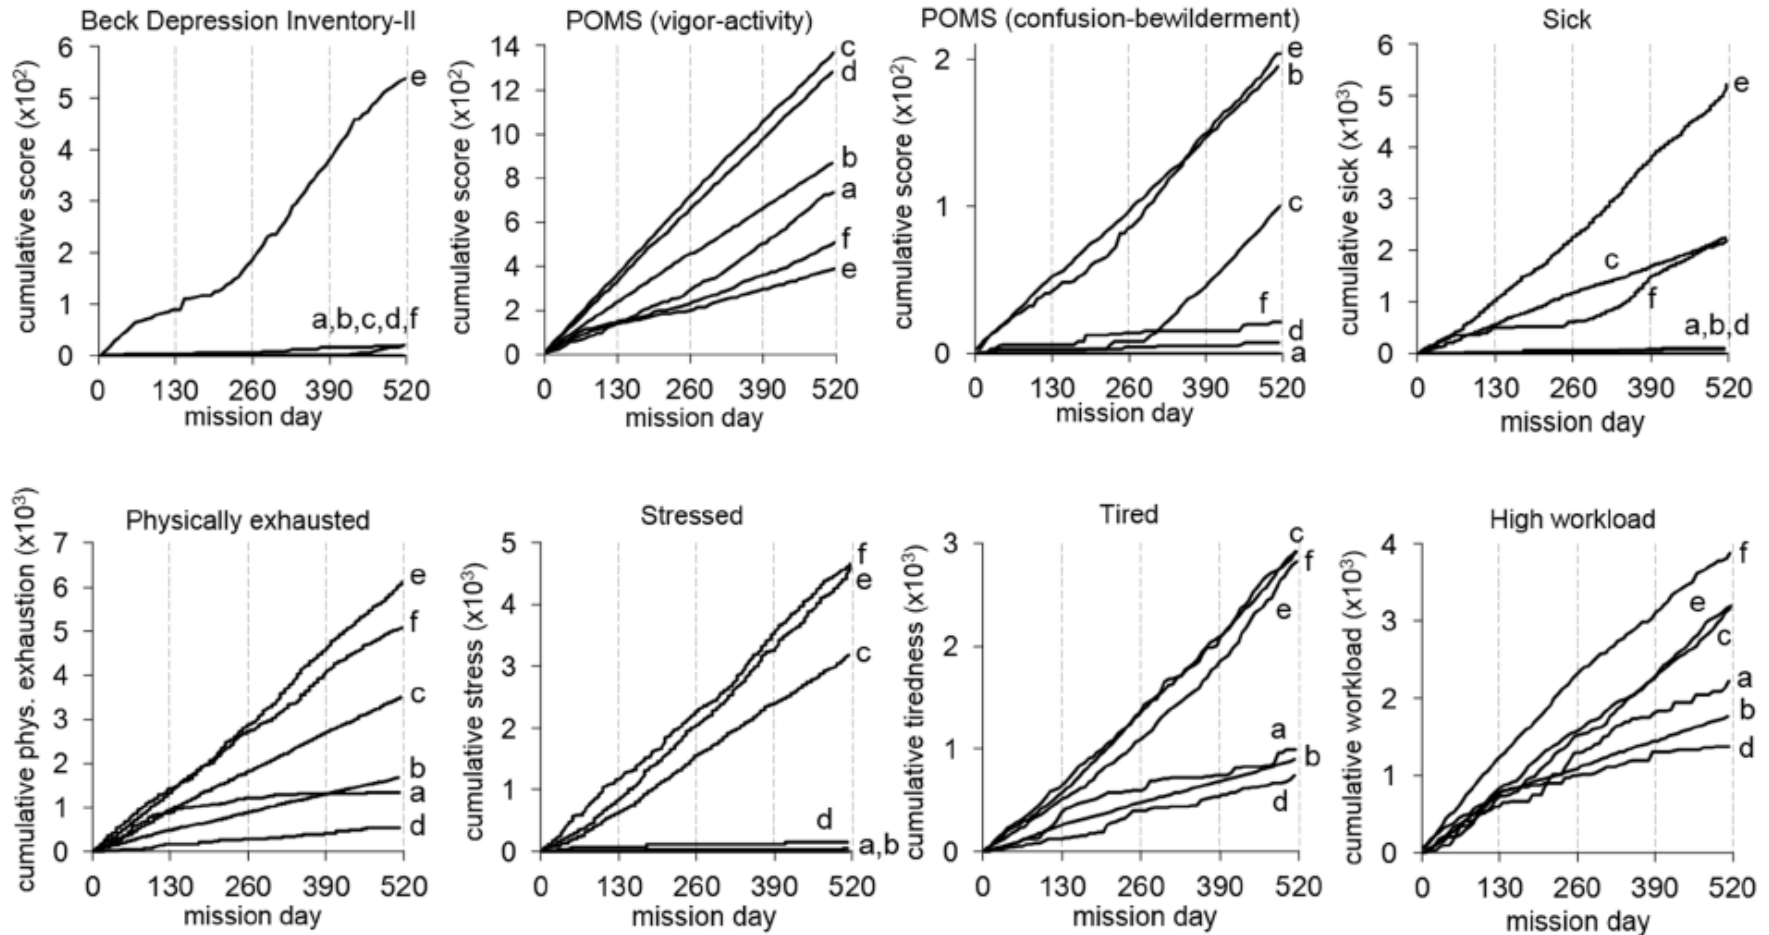 Beck Depression Inventory-II
cumulative score (x10²)
6
5
4
3
2
1
0
e
a,b,c,d,f
0 130 260 390 520
mission day
POMS (vigor-activity)
cumulative score (x10²)
14
12
10
8
6
4
2
0
c
d
b
a
f
e
0 130 260 390 520
mission day
POMS (confusion-bewilderment)
cumulative score (x10²)
2
1
0
e
b
c
f
d
a
0 130 260 390 520
mission day
Sick
cumulative sick (x10³)
6
5
4
3
2
1
0
e
c
f
a,b,d
0 130 260 390 520
mission day
Physically exhausted
cumulative phys. exhaustion (x10³)
7
6
5
4
3
2
1
0
e
f
c
b
a
d
0 130 260 390 520
mission day
Stressed
cumulative stress (x10³)
5
4
3
2
1
0
f
e
c
d
a,b
0 130 260 390 520
mission day
Tired
cumulative tiredness (x10³)
3
2
1
0
c
f
e
a
b
d
0 130 260 390 520
mission day
High workload
cumulative workload (x10³)
4
3
2
1
0
f
e
c
a
b
d
0 130 260 390 520
mission day